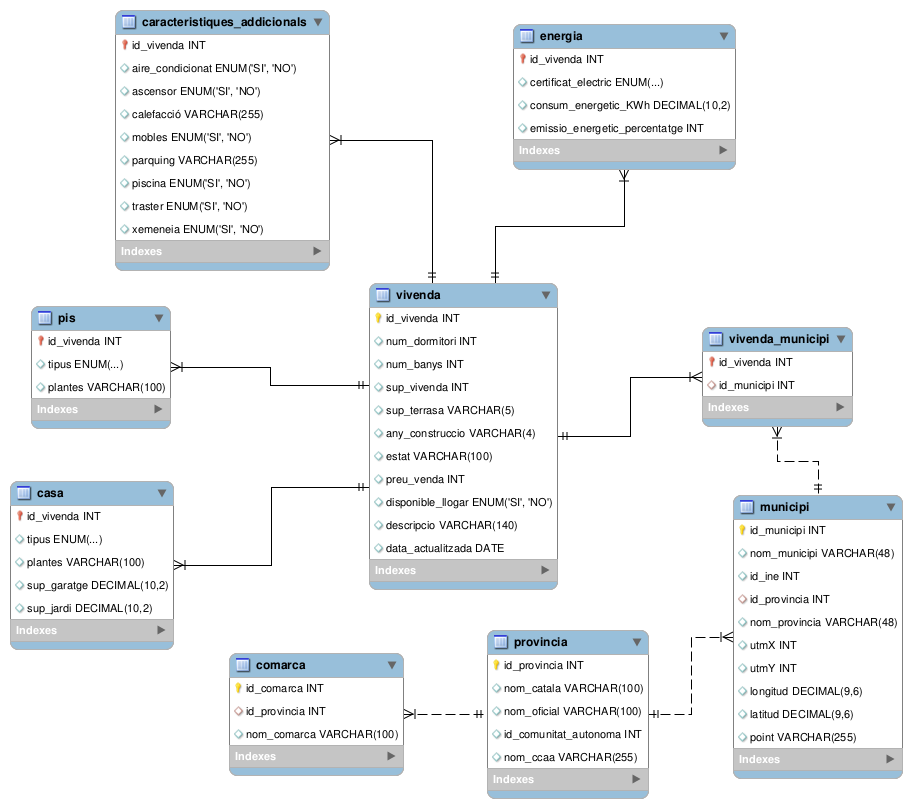 caracteristiques_addicionals
id_vivenda INT
aire_condicionat ENUM('SI', 'NO')
ascensor ENUM('SI', 'NO')
calefacció VARCHAR(255)
mobles ENUM('SI', 'NO')
parquing VARCHAR(255)
piscina ENUM('SI', 'NO')
traster ENUM('SI', 'NO')
xemeneia ENUM('SI', 'NO')
Indexes
energia
id_vivenda INT
certificat_electric ENUM(...)
consum_energetic_KWh DECIMAL(10,2)
emissio_energetic_percentatge INT
Indexes
pis
id_vivenda INT
tipus ENUM(...)
plantes VARCHAR(100)
Indexes
vivenda
id_vivenda INT
num_dormitori INT
num_banys INT
sup_vivenda INT
sup_terrasa VARCHAR(5)
any_construccio VARCHAR(4)
estat VARCHAR(100)
preu_venda INT
disponible_llogar ENUM('SI', 'NO')
descripcio VARCHAR(140)
data_actualitzada DATE
Indexes
vivenda_municipi
id_vivenda INT
id_municipi INT
Indexes
casa
id_vivenda INT
tipus ENUM(...)
plantes VARCHAR(100)
sup_garatge DECIMAL(10,2)
sup_jardi DECIMAL(10,2)
Indexes
municipi
id_municipi INT
nom_municipi VARCHAR(48)
id_ine INT
id_provincia INT
nom_provincia VARCHAR(48)
utmX INT
utmY INT
longitud DECIMAL(9,6)
latitud DECIMAL(9,6)
point VARCHAR(255)
Indexes
comarca
id_comarca INT
id_provincia INT
nom_comarca VARCHAR(100)
Indexes
provincia
id_provincia INT
nom_catala VARCHAR(100)
nom_oficial VARCHAR(100)
id_comunitat_autonoma INT
nom_ccaa VARCHAR(255)
Indexes